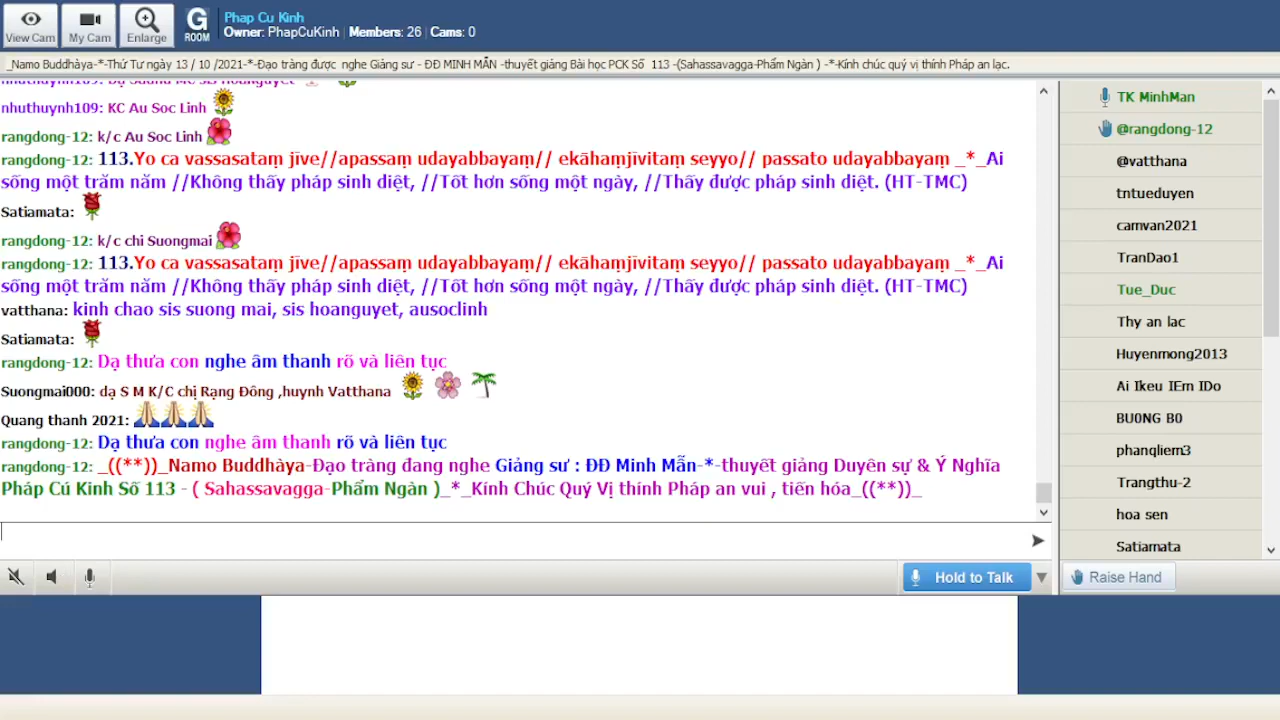 View Cam
My Cam
Enlarge
G ROOM
Phap Cu Kinh
Owner: PhapCuKinh | Members: 26 | Cams: 0
_Namo Buddhàya-*-Thứ Tư ngày 13 / 10 /2021-*-Đạo tràng được nghe Giáng sư - ĐĐ MINH MẪN -thuyết giảng Bài học PCK Số 113 -(Sahassavagga-Phẩm Ngàn ) -*-Kính chúc quý vị thính Pháp an lạc.
nhuthuynh109: KC Au Soc Linh
rangdong-12: k/c Au Soc Linh
rangdong-12: 113.Yo ca vassasataṃ jīve//apassaṃ udayabbayaṃ// ekāhaṃjīvitaṃ seyyo// passato udayabbayaṃ _*_Ai
sống một trăm năm //Không thấy pháp sinh diệt, //Tốt hơn sống một ngày, //Thấy được pháp sinh diệt. (HT-TMC)
Satiamata:
rangdong-12: k/c chi Suongmai
rangdong-12: 113.Yo ca vassasataṃ jīve//apassaṃ udayabbayaṃ// ekāhaṃjīvitaṃ seyyo// passato udayabbayaṃ _*_Ai
sống một trăm năm //Không thấy pháp sinh diệt, //Tốt hơn sống một ngày, //Thấy được pháp sinh diệt. (HT-TMC)
vatthana: kinh chao sis suong mai, sis hoanguyet, ausoclinh
Satiamata:
rangdong-12: Dạ thưa con nghe âm thanh rõ và liên tục
Suongmai000: dạ S M K/C chị Rạng Đông ,huynh Vatthana
Quang thanh 2021:
rangdong-12: Dạ thưa con nghe âm thanh rõ và liên tục
rangdong-12: _((**))_Namo Buddhàya-Đạo tràng đang nghe Giảng sư : ĐĐ Minh Mẫn-*-thuyết giảng Duyên sự & Ý Nghĩa
Pháp Cú Kinh Số 113 - ( Sahassavagga-Phẩm Ngàn )_*_Kính Chúc Quý Vị thính Pháp an vui , tiến hóa_((**))_
Hold to Talk
TK MinhMan
@rangdong-12
@vatthana
tntueduyen
camvan2021
TranDao1
Tue_Duc
Thy an lac
Huyenmong2013
Ai Ikeu IEm IDo
BU0NG B0
phanqliem3
Trangthu-2
hoa sen
Satiamata
Raise Hand